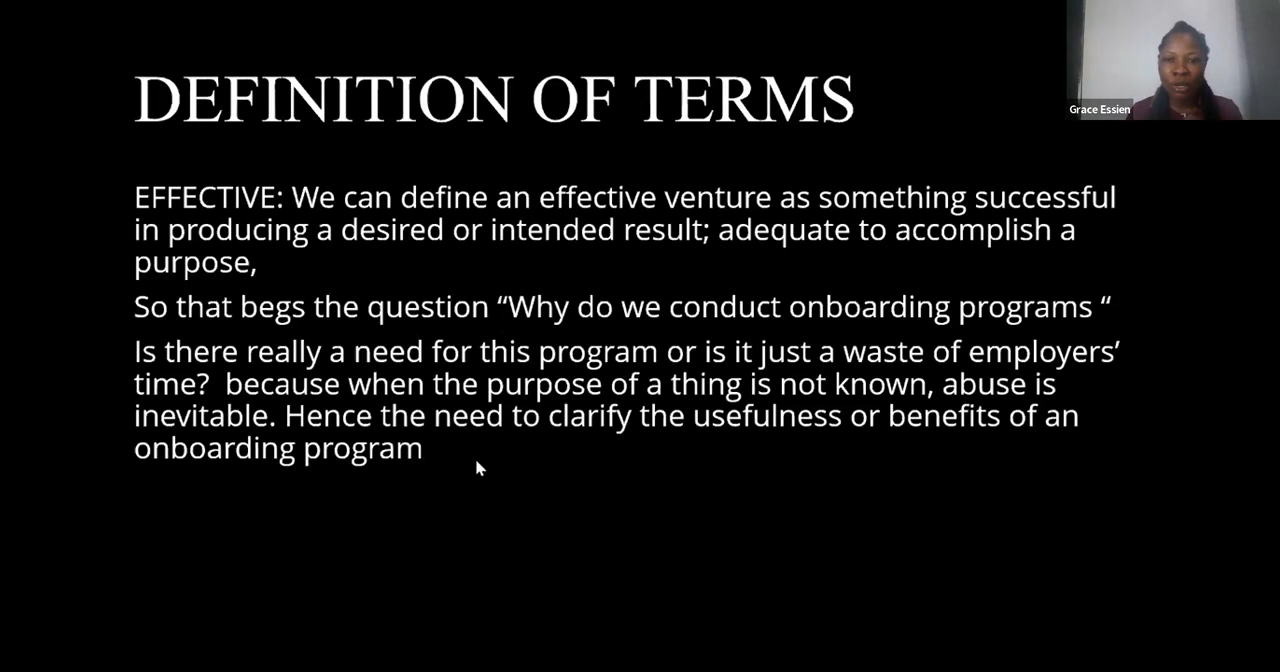 DEFINITION OF TERMS
Grace Essien
EFFECTIVE: We can define an effective venture as something successful
in producing a desired or intended result; adequate to accomplish a
purpose,
So that begs the question “Why do we conduct onboarding programs “
Is there really a need for this program or is it just a waste of employers’
time?  because when the purpose of a thing is not known, abuse is
inevitable. Hence the need to clarify the usefulness or benefits of an
onboarding program